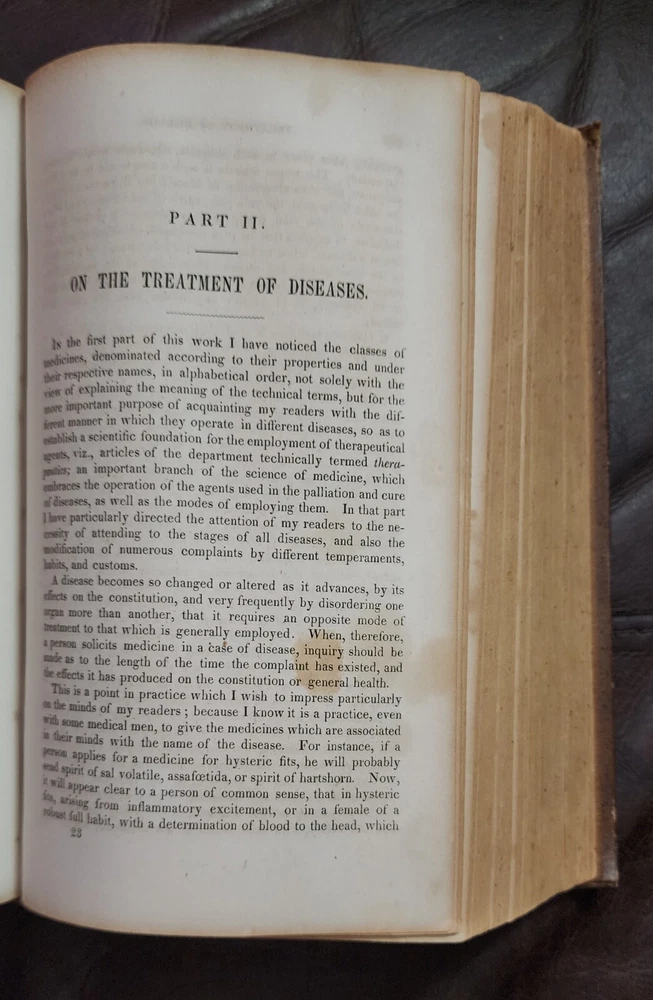 PART II.
ON THE TREATMENT OF DISEASES.
In the first part of this work I have noticed the classes of
medicines, denominated according to their properties and under
their respective names, in alphabetical order, not solely with the
view of explaining the meaning of the technical terms, but for the
more important purpose of acquainting my readers with the dif-
ferent manner in which they operate in different diseases, so as to
establish a scientific foundation for the employment of therapeutical
agents, viz., articles of the department technically termed thera-
peutics; an important branch of the science of medicine, which
embraces the operation of the agents used in the palliation and cure
of diseases, as well as the modes of employing them. In that part
I have particularly directed the attention of my readers to the ne-
cessity of attending to the stages of all diseases, and also the
modification of numerous complaints by different temperaments,
habits, and customs.
A disease becomes so changed or altered as it advances, by its
effects on the constitution, and very frequently by disordering one
organ more than another, that it requires an opposite mode of
treatment to that which is generally employed. When, therefore,
a person solicits medicine in a case of disease, inquiry should be
made as to the length of the time the complaint has existed, and
the effects it has produced on the constitution or general health.
This is a point in practice which I wish to impress particularly
on the minds of my readers; because I know it is a practice, even
with some medical men, to give the medicines which are associated
in their minds with the name of the disease. For instance, if a
person applies for a medicine for hysteric fits, he will probably
send spirit of sal volatile, assafœtida, or spirit of hartshorn. Now,
it will appear clear to a person of common sense, that in hysteric
fits, arising from inflammatory excitement, or in a female of a
robust full habit, with a determination of blood to the head, which
23